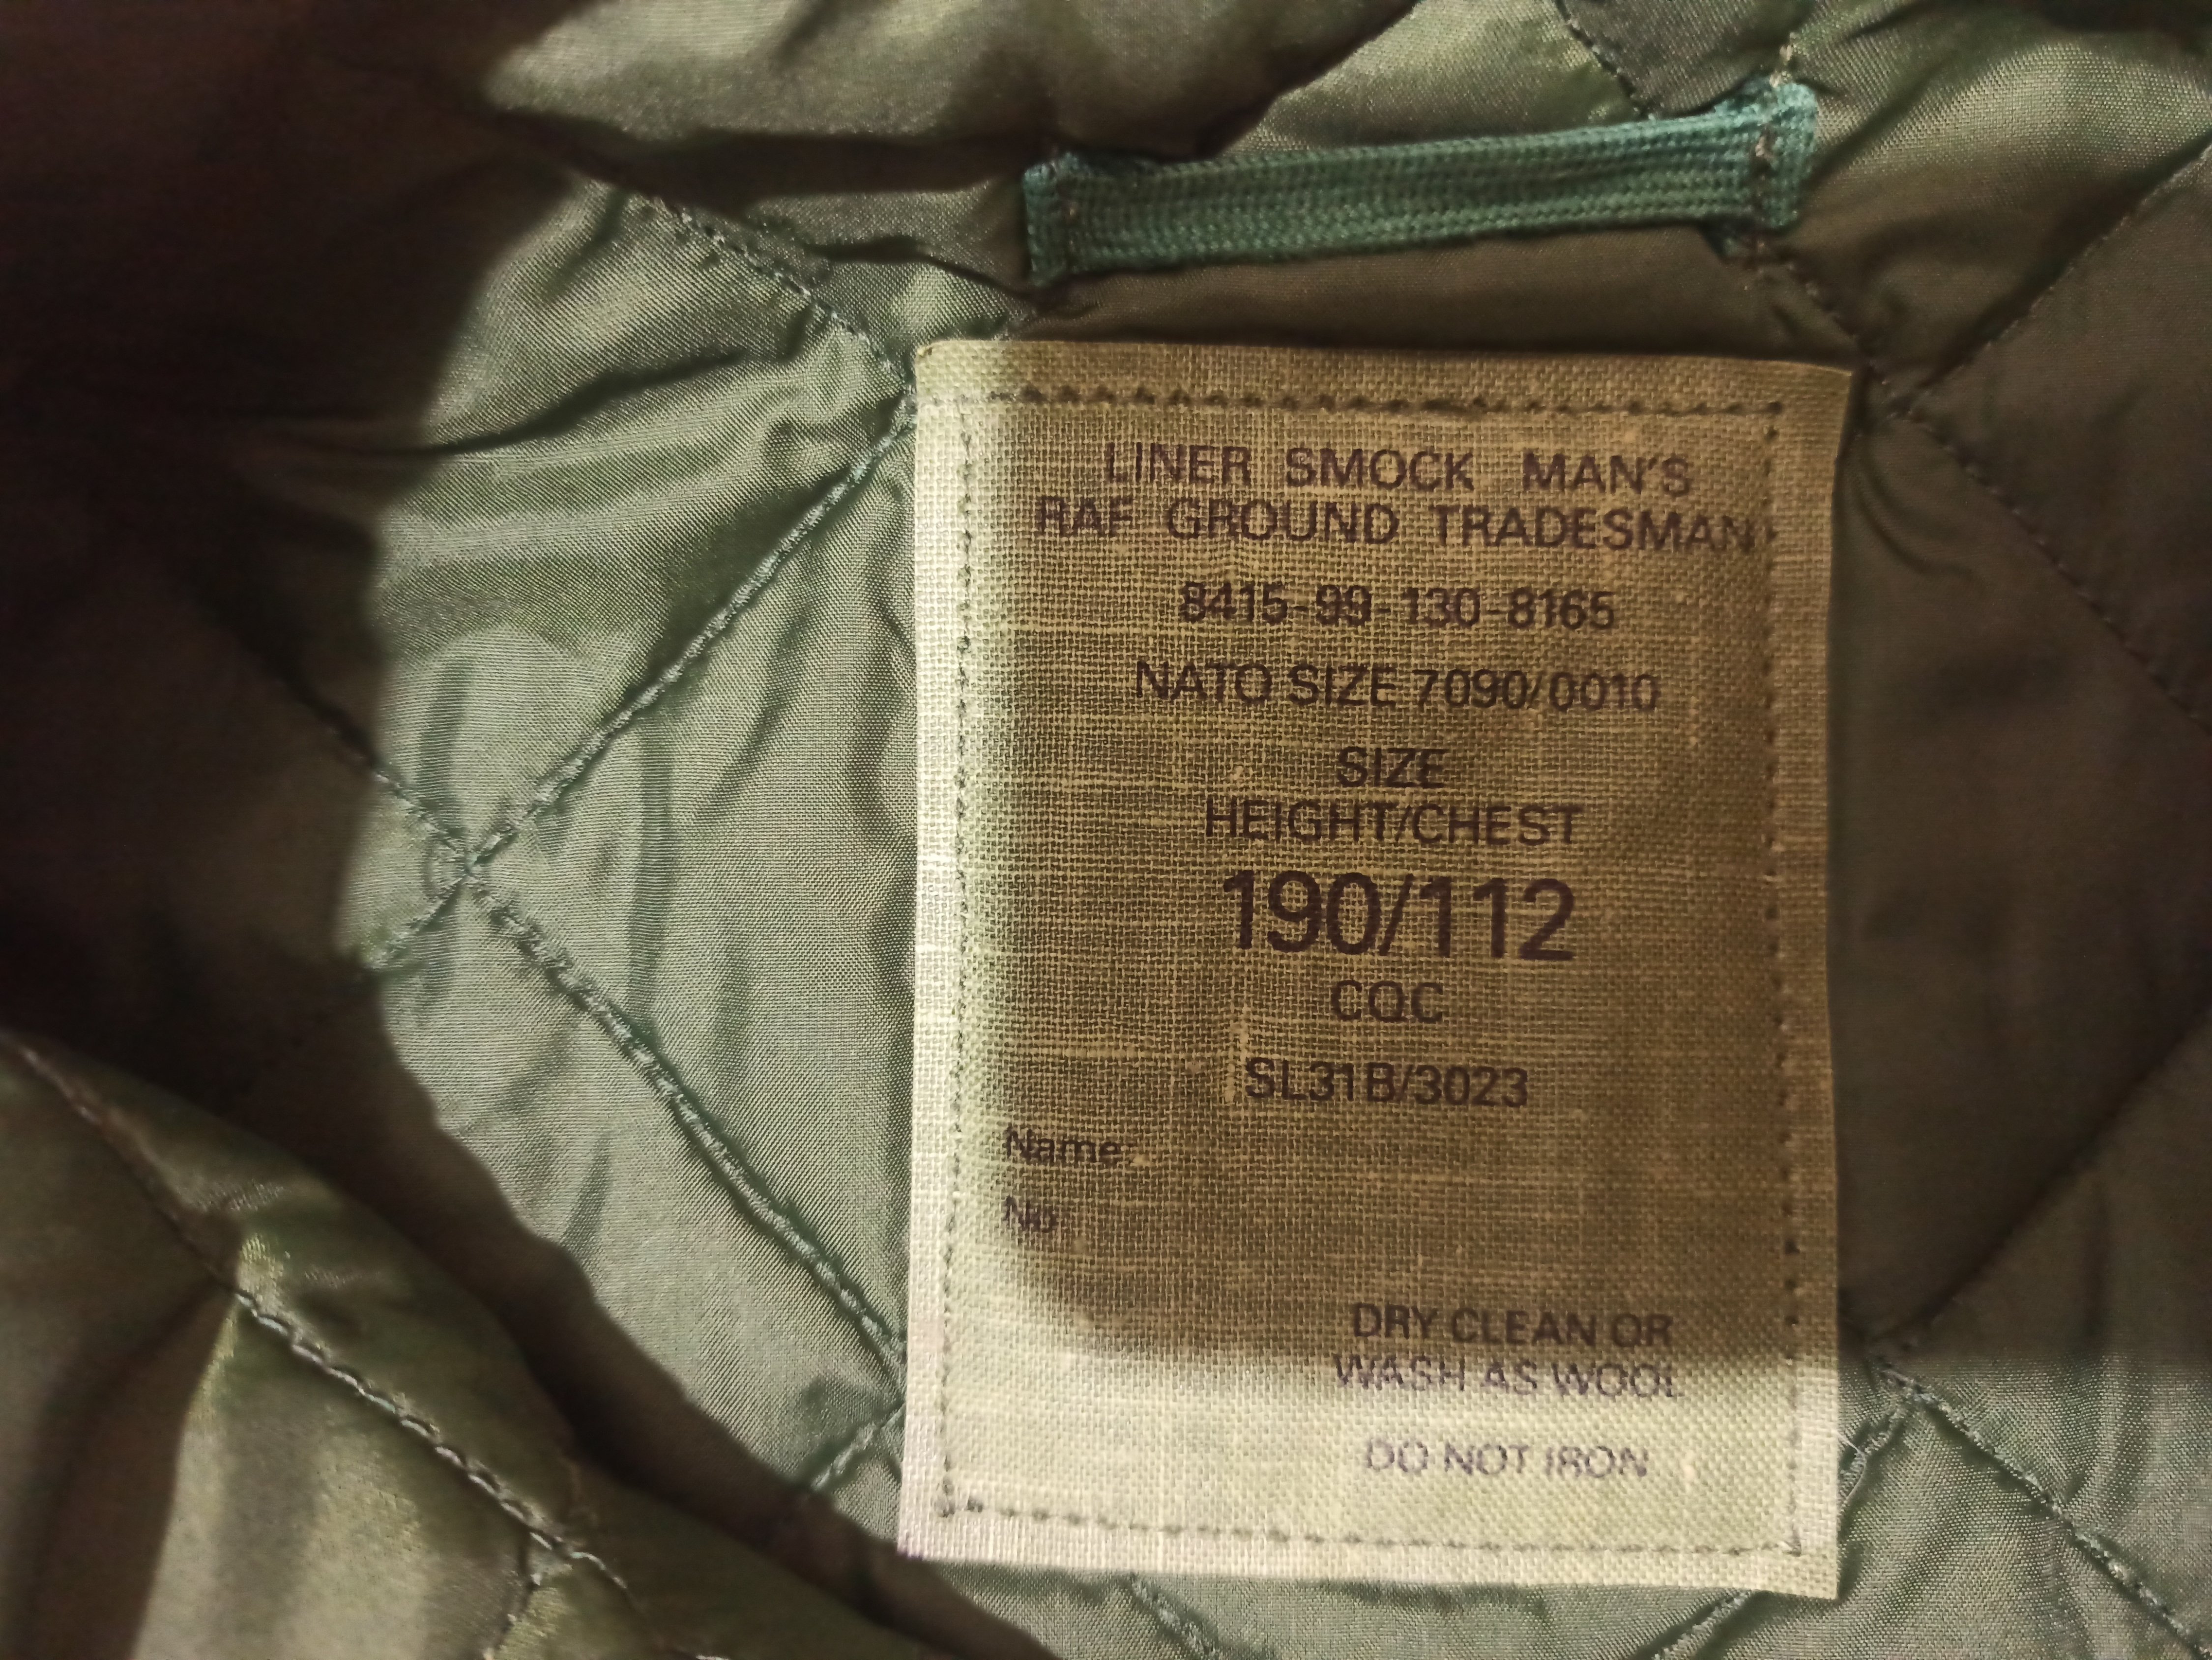 LINER SMOCK MAN'S
RAF GROUND TRADESMAN
8415-99-130-8165
NATO SIZE 7090/0010
SIZE
HEIGHT/CHEST
190/112
CQC
SL31B/3023
Name:
No:
DRY CLEAN OR
WASH AS WOOL
DO NOT IRON